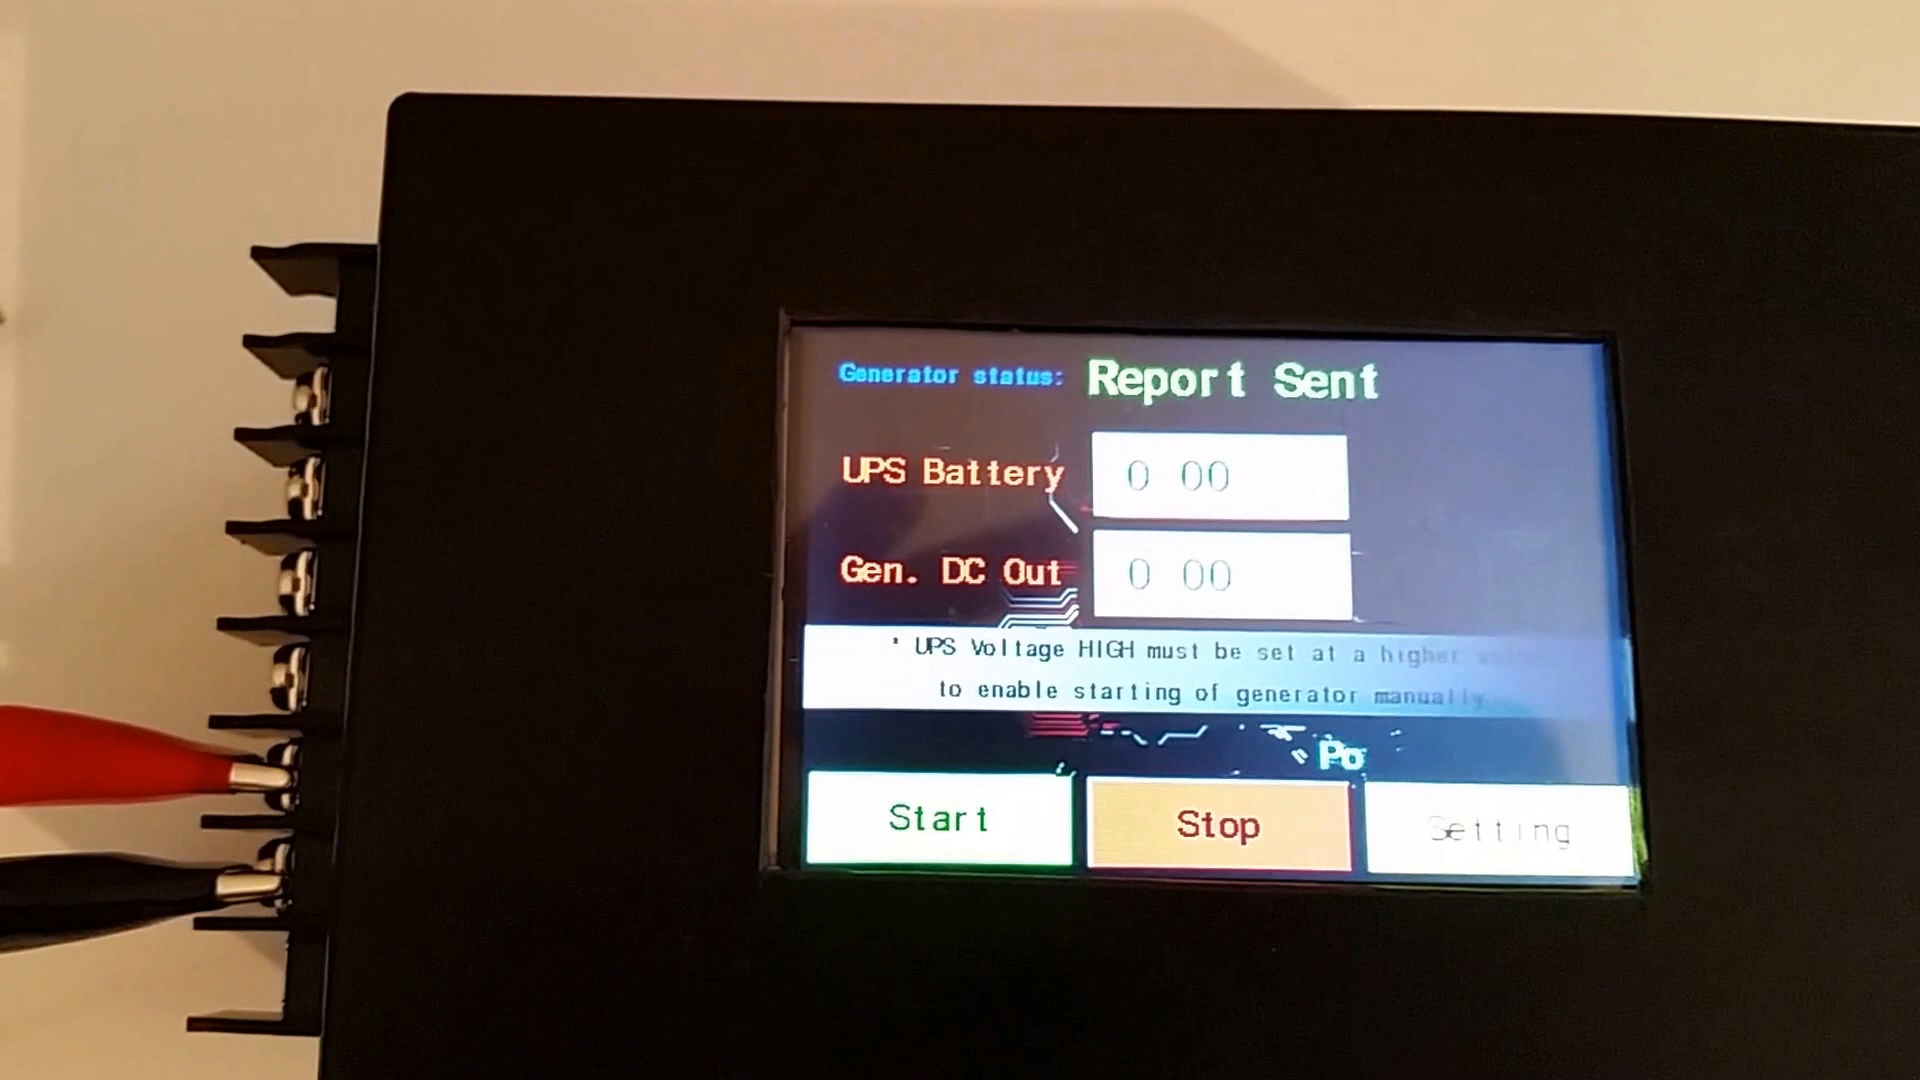 Generator status: Report Sent
UPS Battery 0 00
Gen. DC Out 0 00
* UPS Voltage HIGH must be set at a higher
to enable starting of generator manually
Po
Start Stop Setting